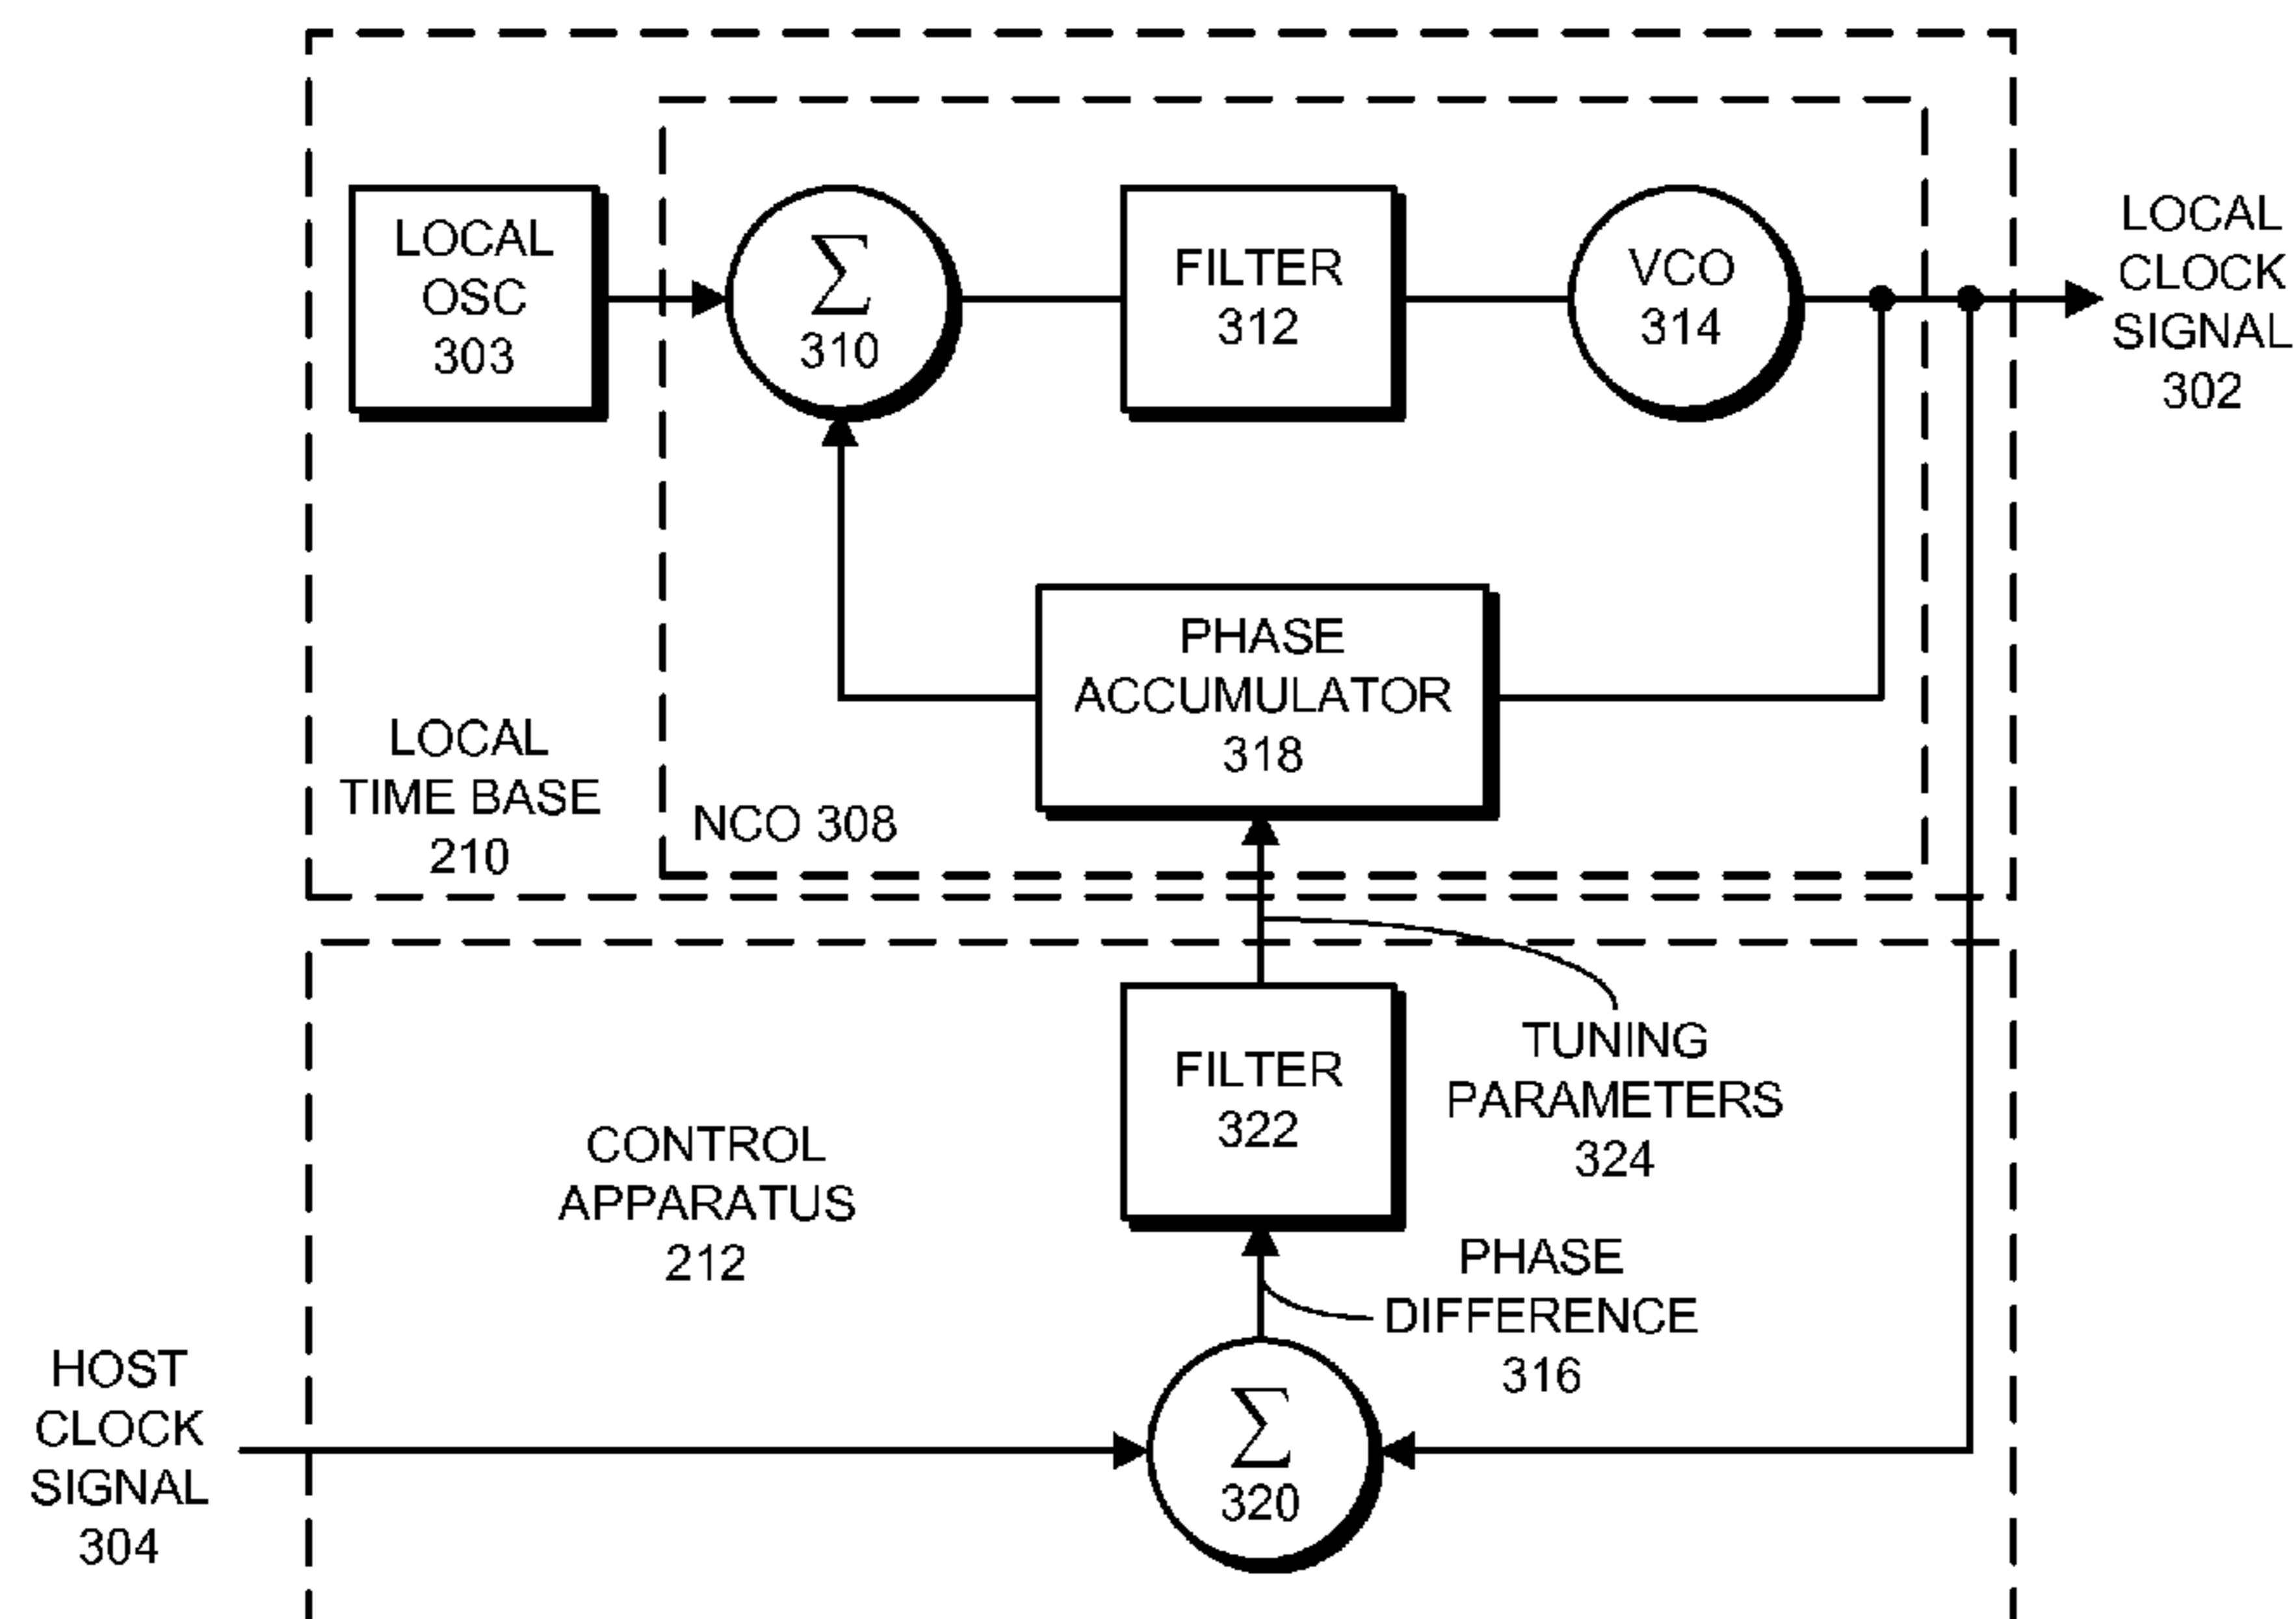 LOCAL
OSC
303
Σ
310
FILTER
312
VCO
314
LOCAL
CLOCK
SIGNAL
302
PHASE
ACCUMULATOR
318
LOCAL
TIME BASE
210
NCO 308
FILTER
322
TUNING
PARAMETERS
324
CONTROL
APPARATUS
212
PHASE
DIFFERENCE
316
HOST
CLOCK
SIGNAL
304
Σ
320